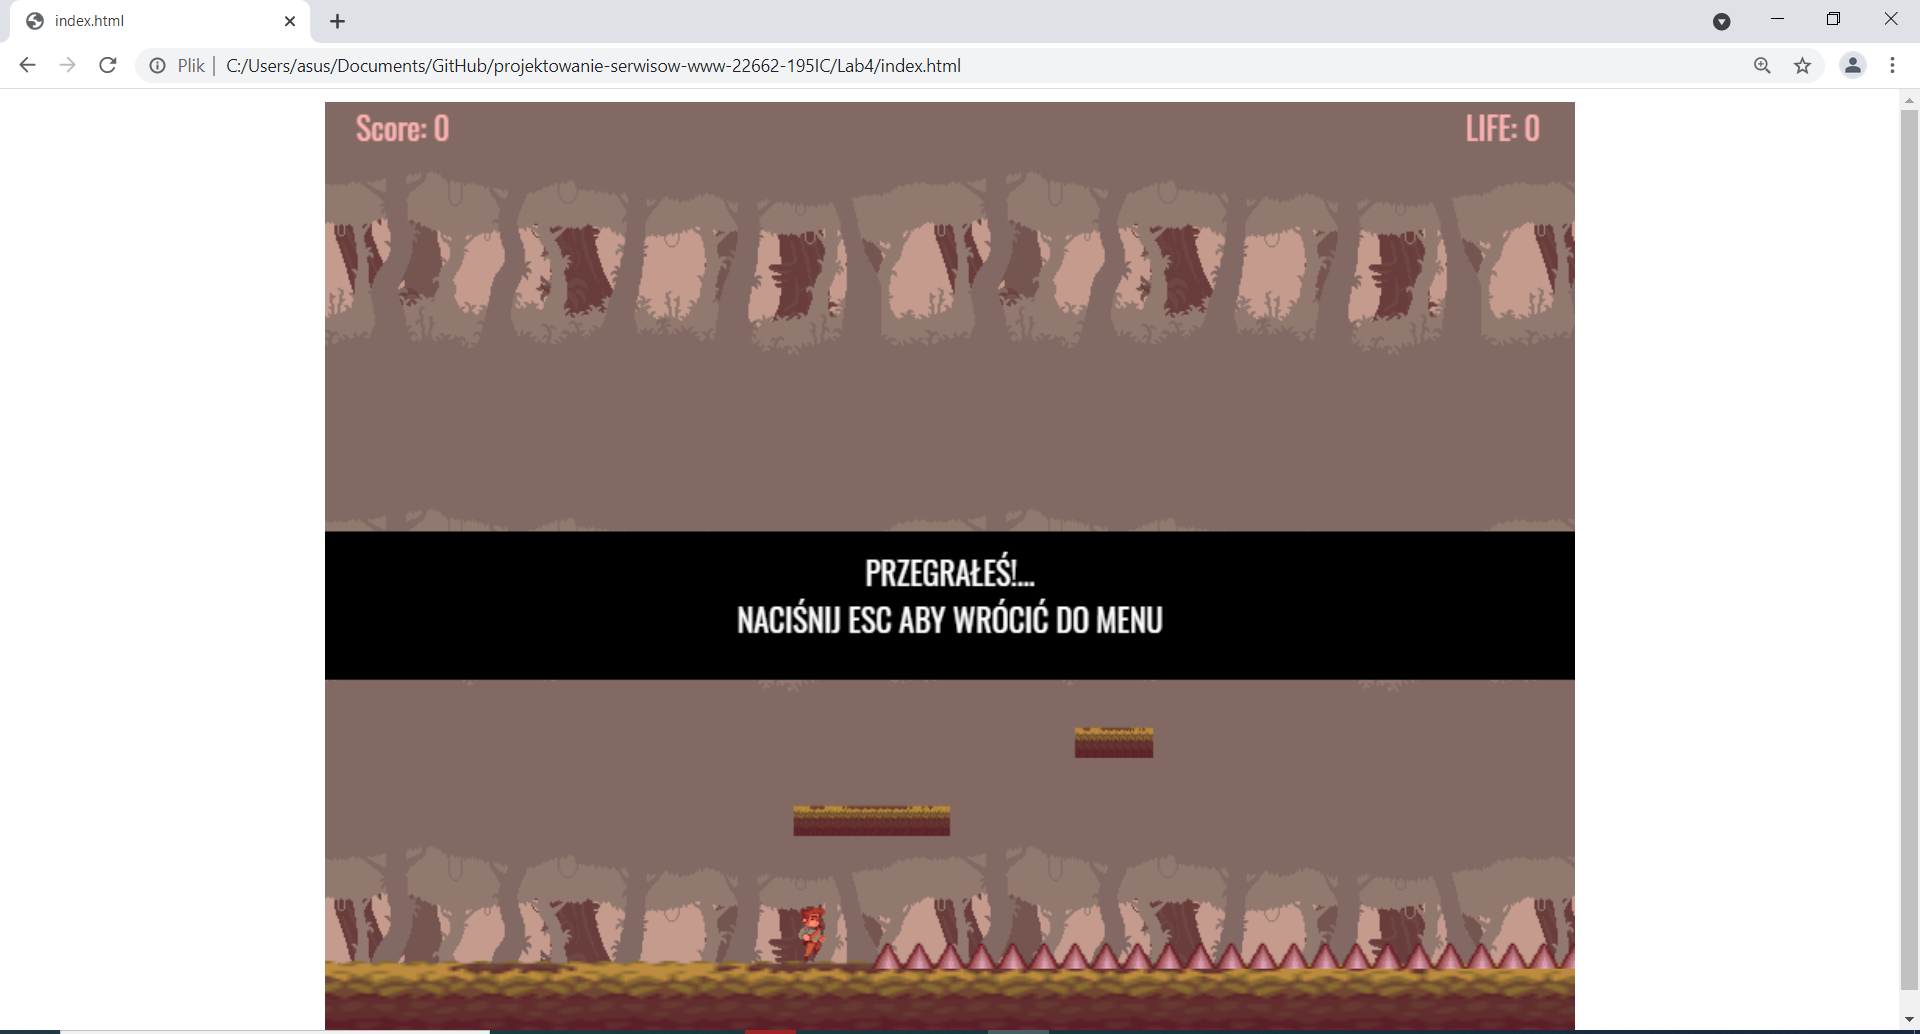 index.html
Plik
C:/Users/asus/Documents/GitHub/projektowanie-serwisow-www-22662-195IC/Lab4/index.html
Score: 0
LIFE: 0
PRZEGRAŁEŚ!...
NACIŚNIJ ESC ABY WRÓCIĆ DO MENU